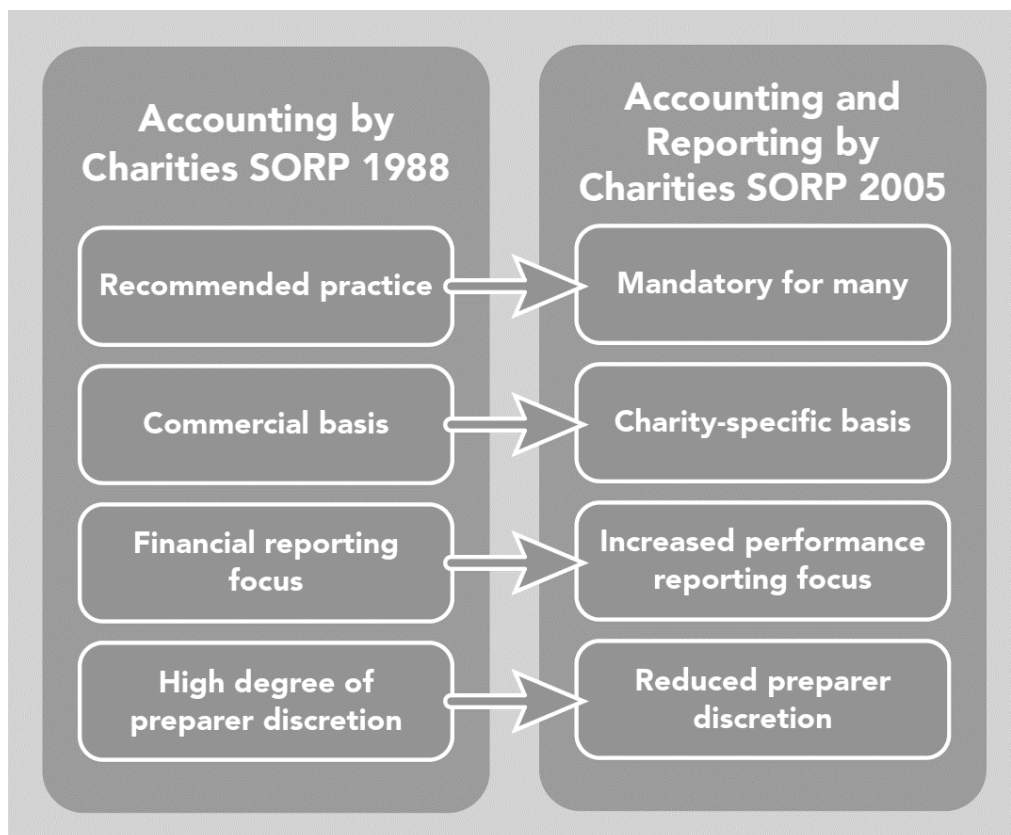 Accounting by
Charities SORP 1988
Recommended practice
Commercial basis
Financial reporting
focus
High degree of
preparer discretion
Accounting and
Reporting by
Charities SORP 2005
Mandatory for many
Charity-specific basis
Increased performance
reporting focus
Reduced preparer
discretion